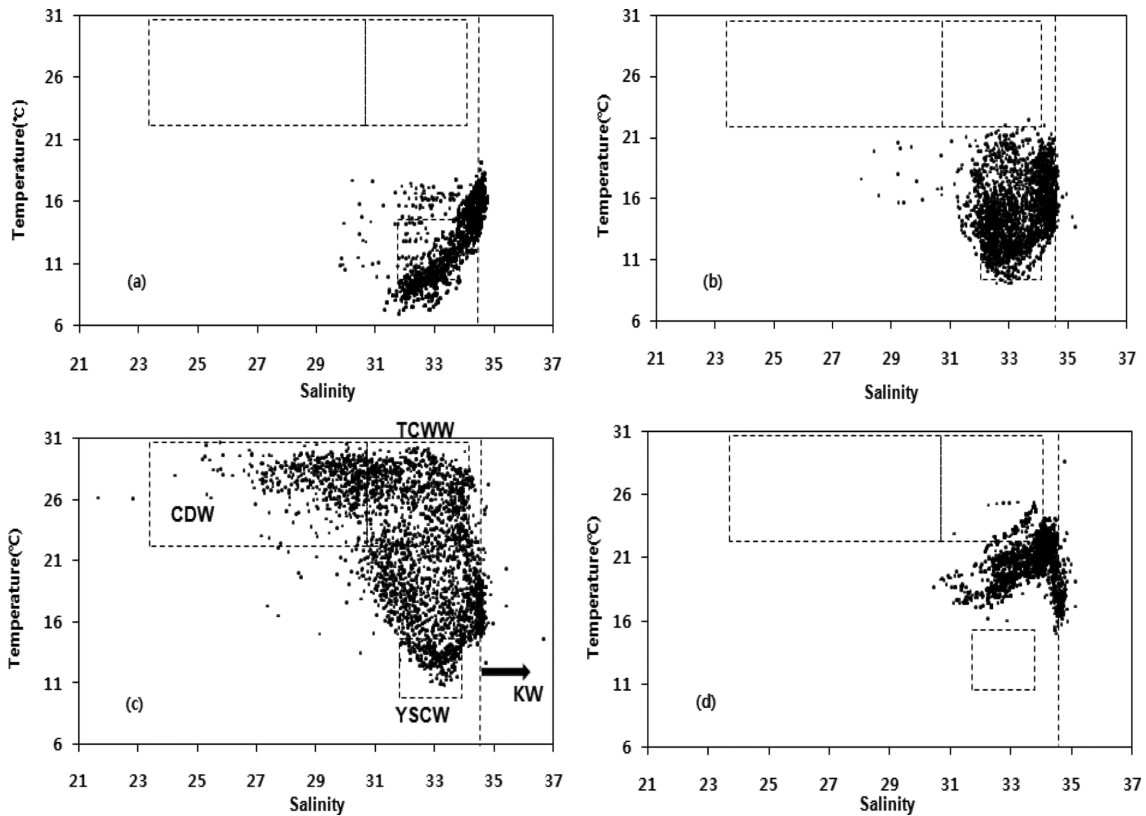 31
26
21
16
11
6
Temperature(℃)
(a)
21 23 25 27 29 31 33 35 37
Salinity
31
26
21
16
11
6
Temperature(℃)
(b)
21 23 25 27 29 31 33 35 37
Salinity
31
26
21
16
11
6
Temperature(℃)
TCWW
CDW
KW
(c)
YSCW
21 23 25 27 29 31 33 35 37
Salinity
31
26
21
16
11
6
Temperature(℃)
(d)
21 23 25 27 29 31 33 35 37
Salinity